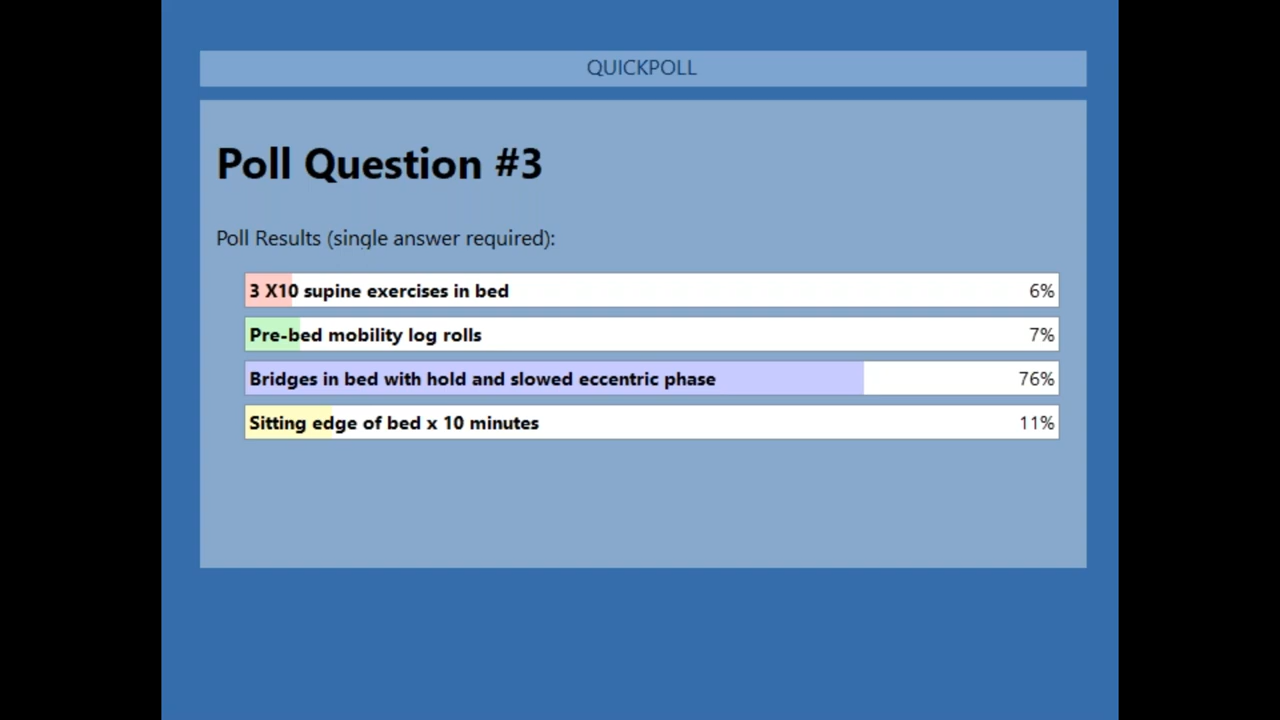 QUICKPOLL
Poll Question #3
Poll Results (single answer required):
3 X10 supine exercises in bed 6%
Pre-bed mobility log rolls 7%
Bridges in bed with hold and slowed eccentric phase 76%
Sitting edge of bed x 10 minutes 11%